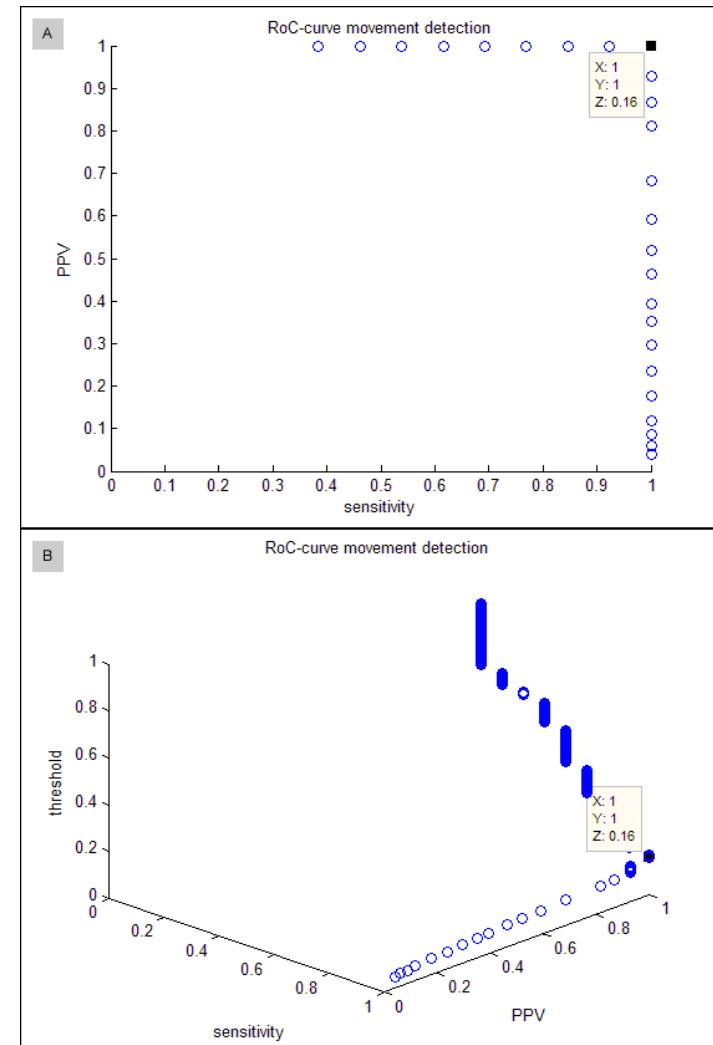 A
RoC-curve movement detection
1
0.9
0.8
0.7
0.6
0.5
0.4
0.3
0.2
0.1
0
PPV
X: 1
Y: 1
Z: 0.16
0 0.1 0.2 0.3 0.4 0.5 0.6 0.7 0.8 0.9 1
sensitivity
B
RoC-curve movement detection
1
0.8
0.6
0.4
0.2
0
threshold
X: 1
Y: 1
Z: 0.16
0
0.2
0.4
0.6
0.8
1
sensitivity
0
0.2
0.4
0.6
0.8
1
PPV